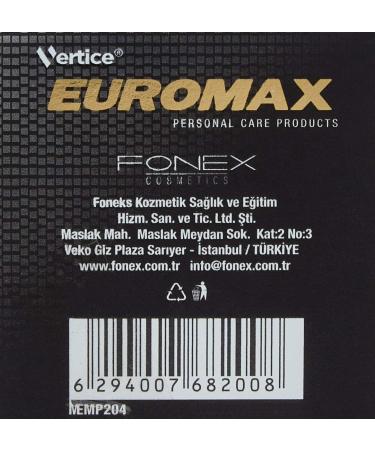 Vertice®
EUROMAX
PERSONAL CARE PRODUCTS
FONEX
COSMETICS
Foneks Kozmetik Sağlık ve Eğitim
Hizm. San. ve Tic. Ltd. Şti.
Maslak Mah. Maslak Meydan Sok. Kat:2 No:3
Veko Giz Plaza Sarıyer - İstanbul / TÜRKİYE
www.fonex.com.tr info@fonex.com.tr
6 294007 682008
MEMP204